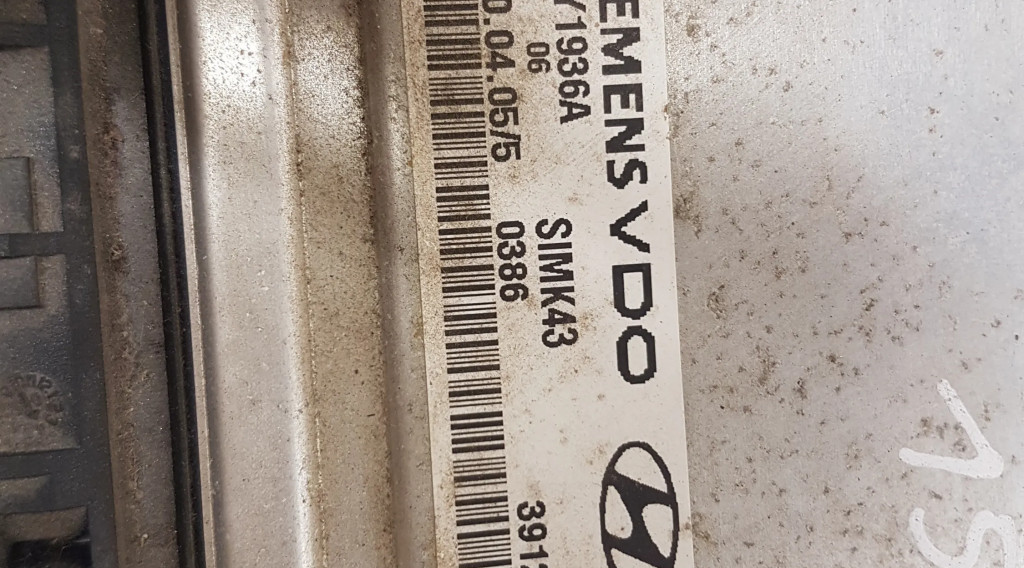 EMENS VDO
/1936A SIMK43
06
0.04.05/5 0386 391